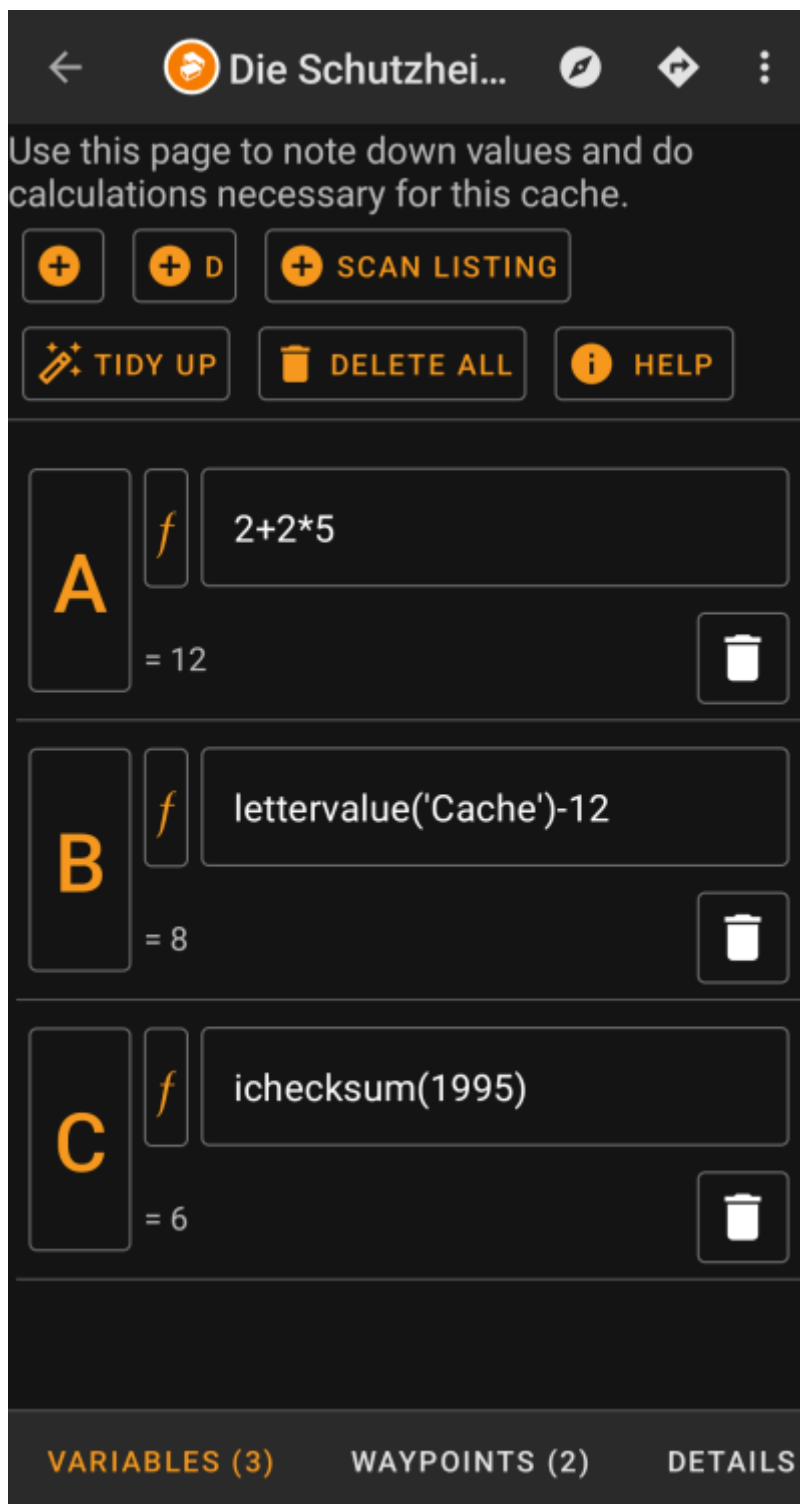 Die Schutzhei...
Use this page to note down values and do
calculations necessary for this cache.
D
SCAN LISTING
TIDY UP
DELETE ALL
HELP
A
f
2+2*5
= 12
B
f
lettervalue('Cache')-12
= 8
C
f
ichecksum(1995)
= 6
VARIABLES (3)
WAYPOINTS (2)
DETAILS